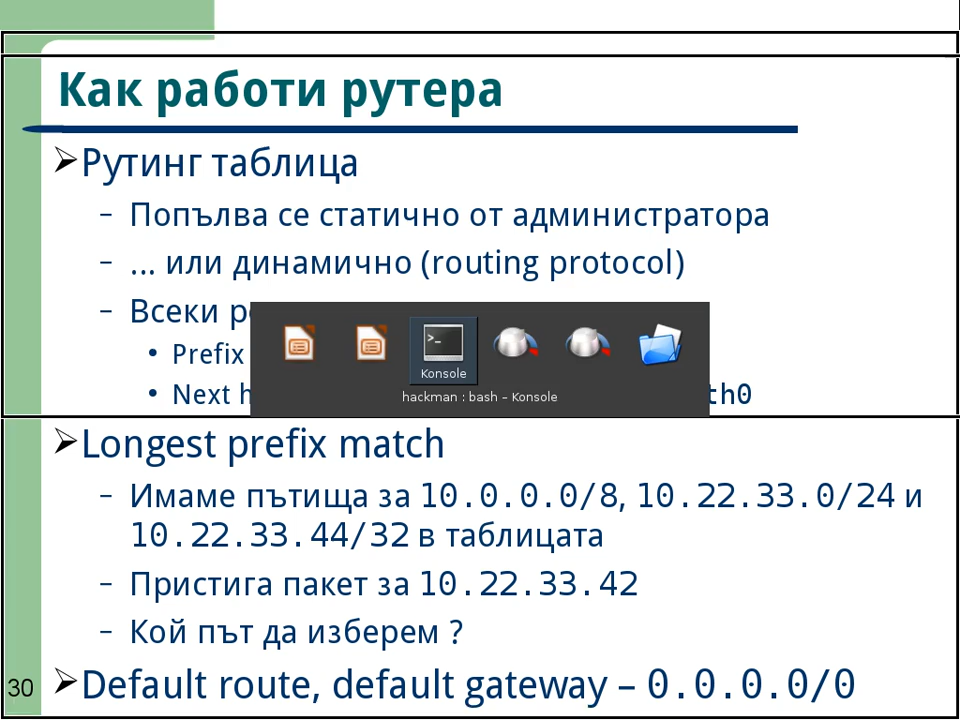 Как работи рутера
Рутинг таблица
– Попълва се статично от администратора
– ... или динамично (routing protocol)
– Всеки
• Prefix
• Next
Konsole
hackman : bash – Konsole
Longest prefix match
– Имаме пътища за 10.0.0.0/8, 10.22.33.0/24 и
10.22.33.44/32 в таблицата
– Пристига пакет за 10.22.33.42
– Кой път да изберем ?
Default route, default gateway – 0.0.0.0/0
30